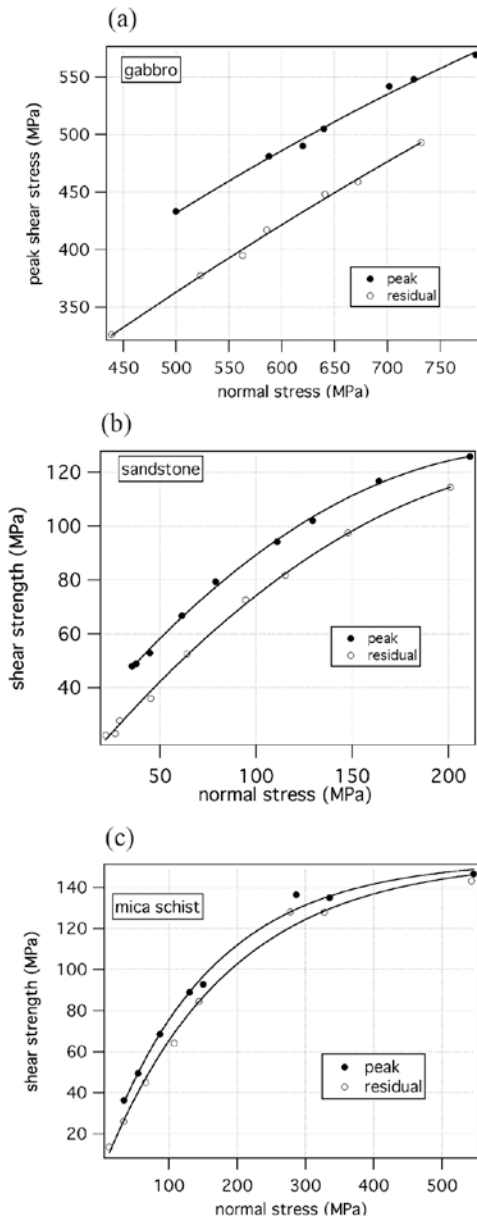 (a)
gabbro
peak shear stress (MPa)
550
500
450
400
350
peak
residual
450 500 550 600 650 700 750
normal stress (MPa)
(b)
sandstone
shear strength (MPa)
120
100
80
60
40
peak
residual
50 100 150 200
normal stress (MPa)
(c)
mica schist
shear strength (MPa)
140
120
100
80
60
40
20
peak
residual
100 200 300 400 500
normal stress (MPa)